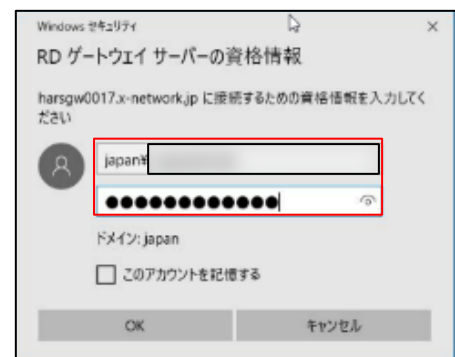 Windows セキュリティ
RD ゲートウェイ サーバーの資格情報
harsgw0017.x-network.jp に接続するための資格情報を入力してく
ださい
japan¥
●●●●●●●●●●●●
ドメイン: japan
このアカウントを記憶する
OK キャンセル